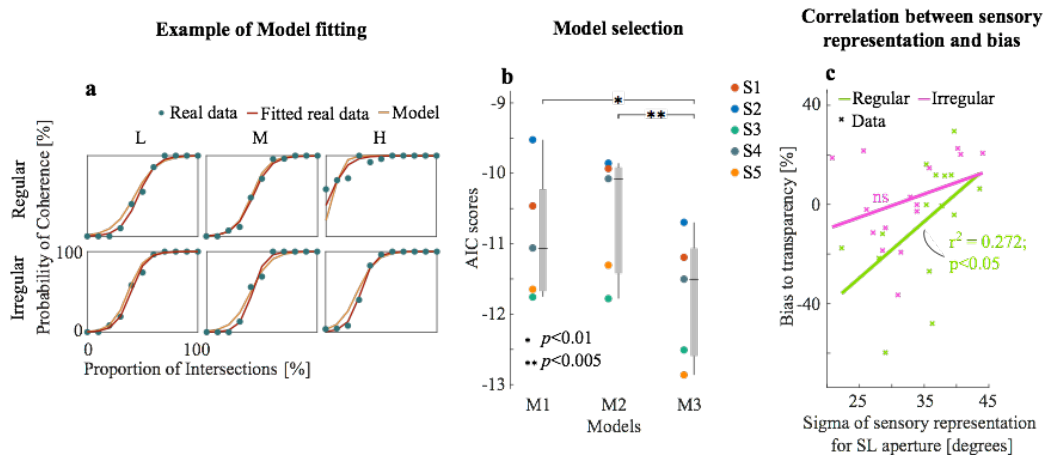 Example of Model fitting
a
Real data
Fitted real data
Model
L
M
H
Regular
Irregular
Probability of Coherence [%]
100
0
0
100
Proportion of Intersections [%]
Model selection
b
S1
S2
S3
S4
S5
-9
-10
-11
-12
-13
AIC scores
*
**
* p<0.01
** p<0.005
M1
M2
M3
Models
Correlation between sensory
representation and bias
c
Regular
Irregular
× Data
40
20
0
-40
Bias to transparency [%]
ns
r² = 0.272;
p<0.05
25
35
45
Sigma of sensory representation
for SL aperture [degrees]